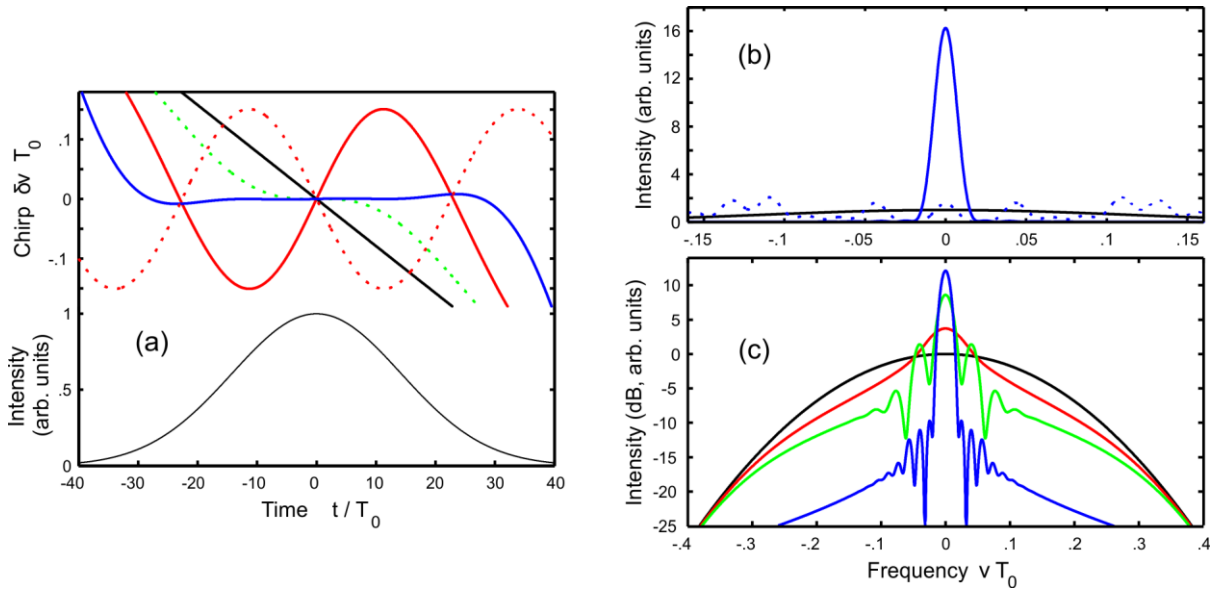 Chirp δν T0
.1
0
-.1
Intensity
(arb. units)
1
.5
0
(a)
-40 -30 -20 -10 0 10 20 30 40
Time t / T0
Intensity (arb. units)
16
12
8
4
0
(b)
-.15 -.1 -.05 0 .05 .1 .15
Intensity (dB, arb. units)
10
5
0
-5
-10
-15
-20
-25
(c)
-.4 -.3 -.2 -.1 0 .1 .2 .3 .4
Frequency ν T0